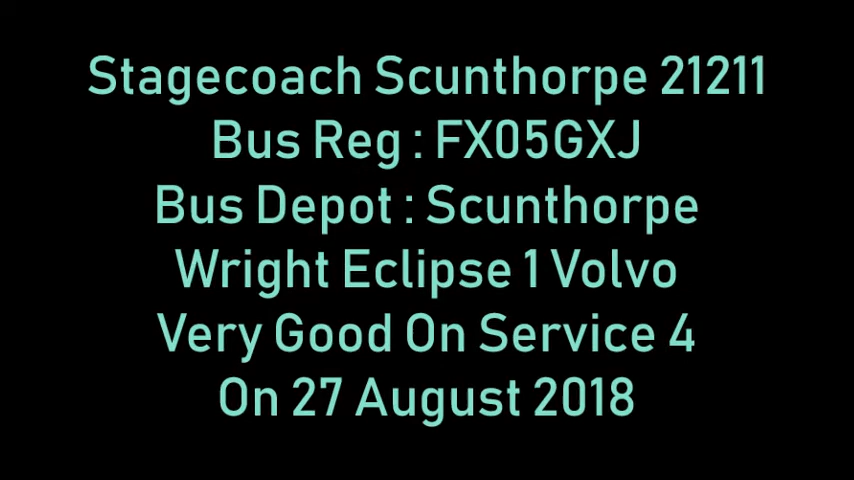 Stagecoach Scunthorpe 21211
Bus Reg : FX05GXJ
Bus Depot : Scunthorpe
Wright Eclipse 1 Volvo
Very Good On Service 4
On 27 August 2018